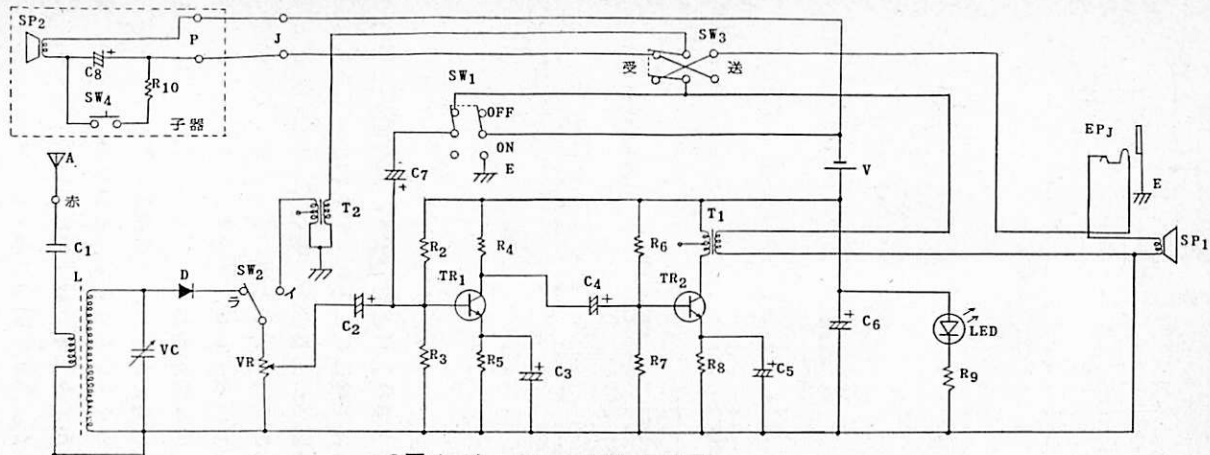 SP2
P
J
SW3
C8
+
R10
受
送
SW4
SW1
OFF
子器
ON
EPJ
A
E
V
C7
+
E
赤
T2
T1
C1
R2
R4
R6
SP1
L
D
SW2
TR1
C4
+
TR2
ラ
イ
C2
+
+
C6
LED
VC
VR
R3
R5
+
C3
R7
R8
+
C5
R9